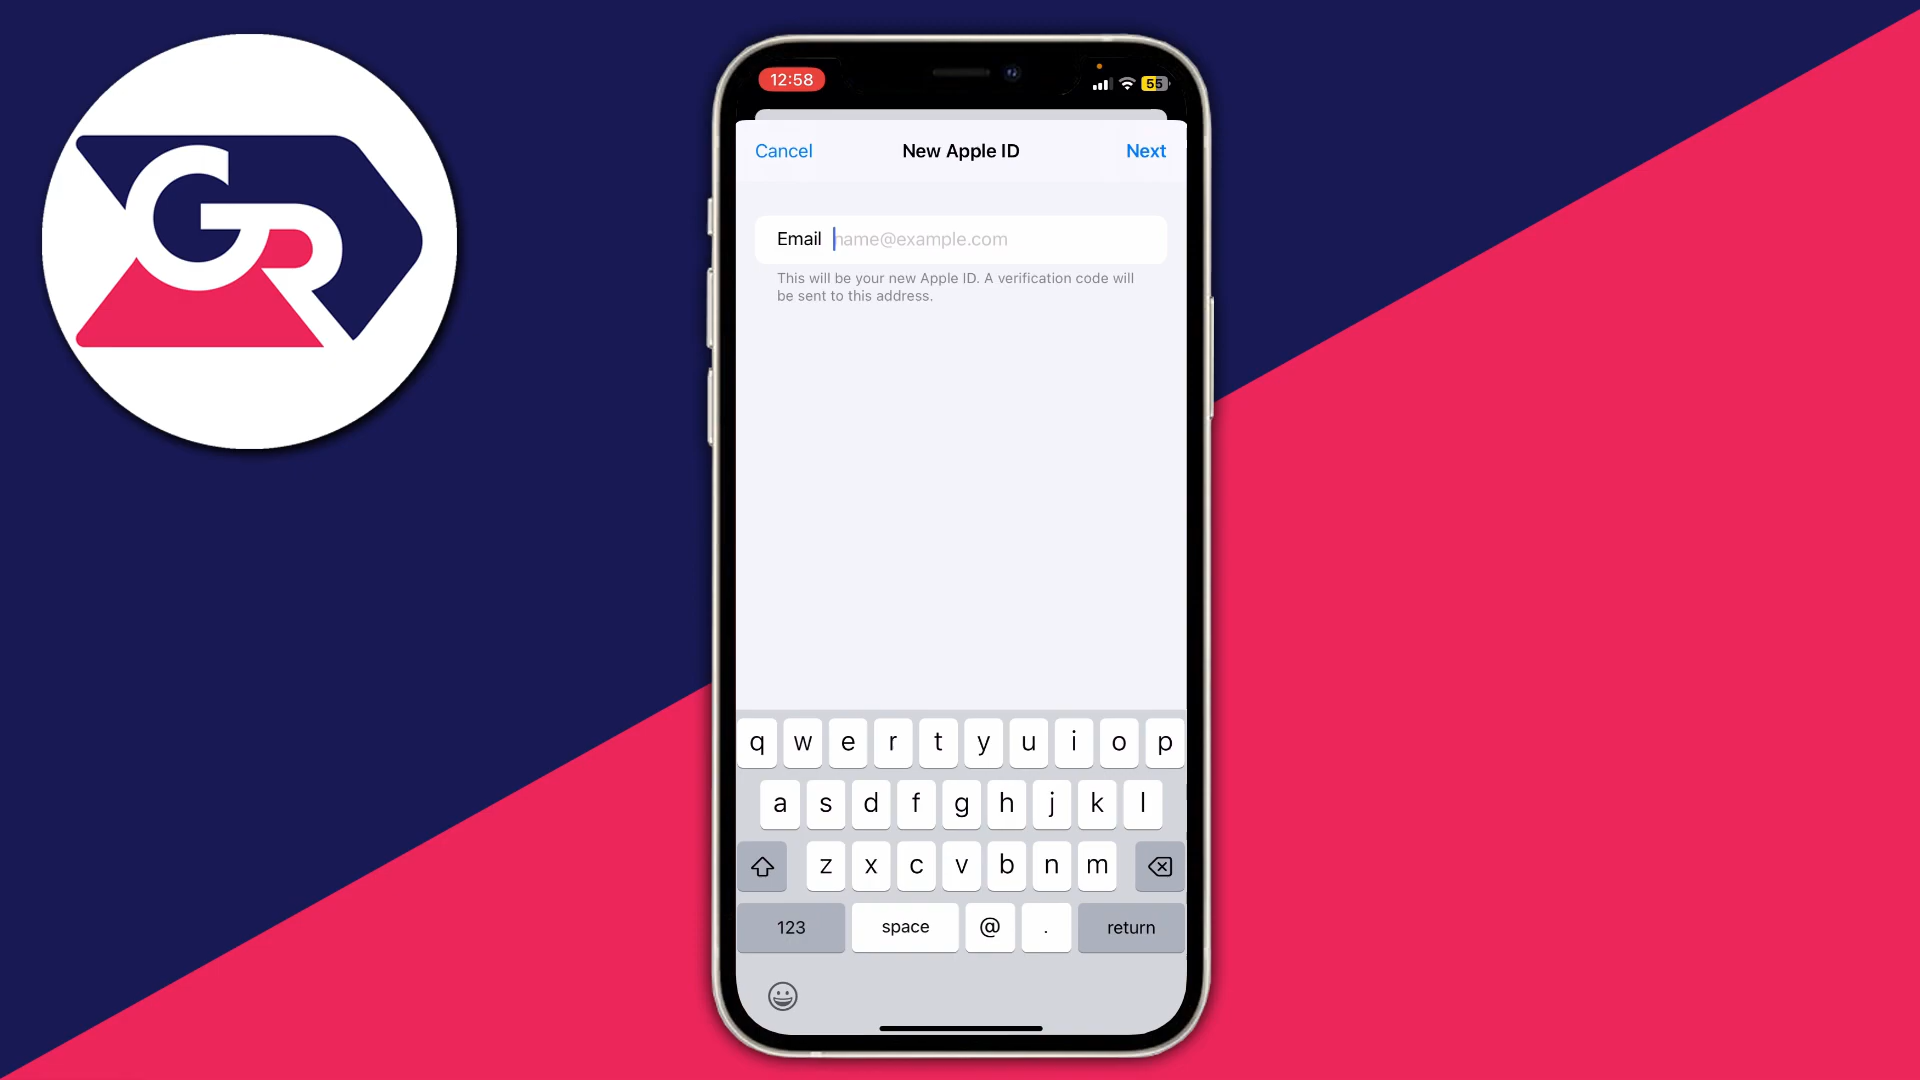 GR
12:58
55
Cancel New Apple ID Next
Email name@example.com
This will be your new Apple ID. A verification code will
be sent to this address.
q w e r t y u i o p
a s d f g h j k l
z x c v b n m
123 space @ . return